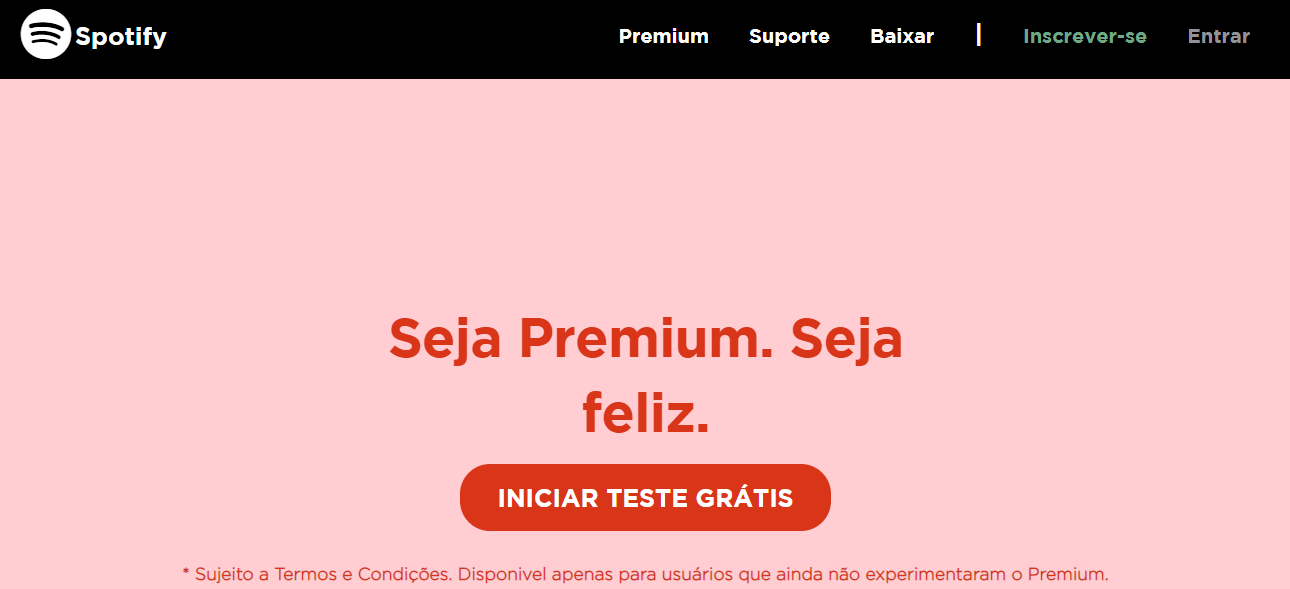 Spotify Premium Suporte Baixar | Inscrever-se Entrar
Seja Premium. Seja
feliz.
INICIAR TESTE GRÁTIS
* Sujeito a Termos e Condições. Disponivel apenas para usuários que ainda não experimentaram o Premium.